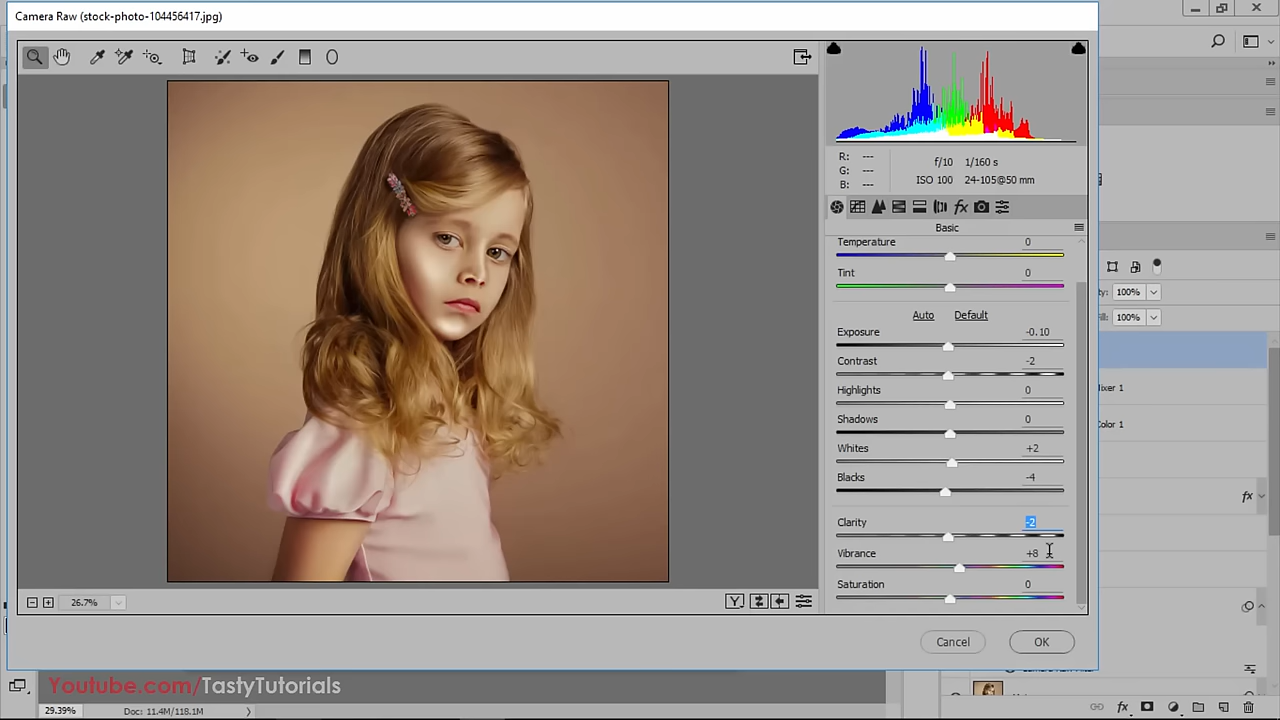 Camera Raw (stock-photo-104456417.jpg)
R: ---
G: ---
B: ---
f/10 1/160 s
ISO 100 24-105@50 mm
Basic
Temperature 0
Tint 0
Auto Default
Exposure -0.10
Contrast -2
Highlights 0
Shadows 0
Whites +2
Blacks -4
Clarity -2
Vibrance +8
Saturation 0
26.7%
Y
Cancel OK
100%
100%
fx
fx
Youtube.com/TastyTutorials
29.39% Doc: 11.4M/118.1M